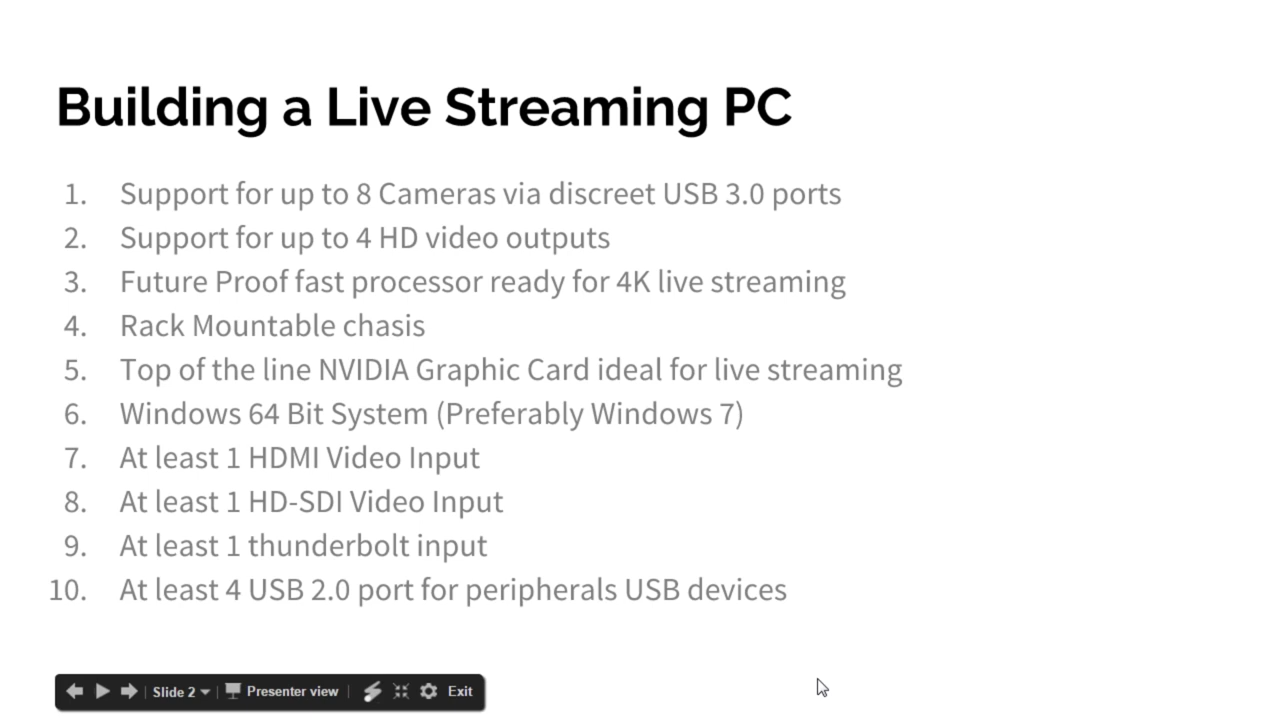 Building a Live Streaming PC
1. Support for up to 8 Cameras via discreet USB 3.0 ports
2. Support for up to 4 HD video outputs
3. Future Proof fast processor ready for 4K live streaming
4. Rack Mountable chasis
5. Top of the line NVIDIA Graphic Card ideal for live streaming
6. Windows 64 Bit System (Preferably Windows 7)
7. At least 1 HDMI Video Input
8. At least 1 HD-SDI Video Input
9. At least 1 thunderbolt input
10. At least 4 USB 2.0 port for peripherals USB devices
Slide 2 Presenter view Exit